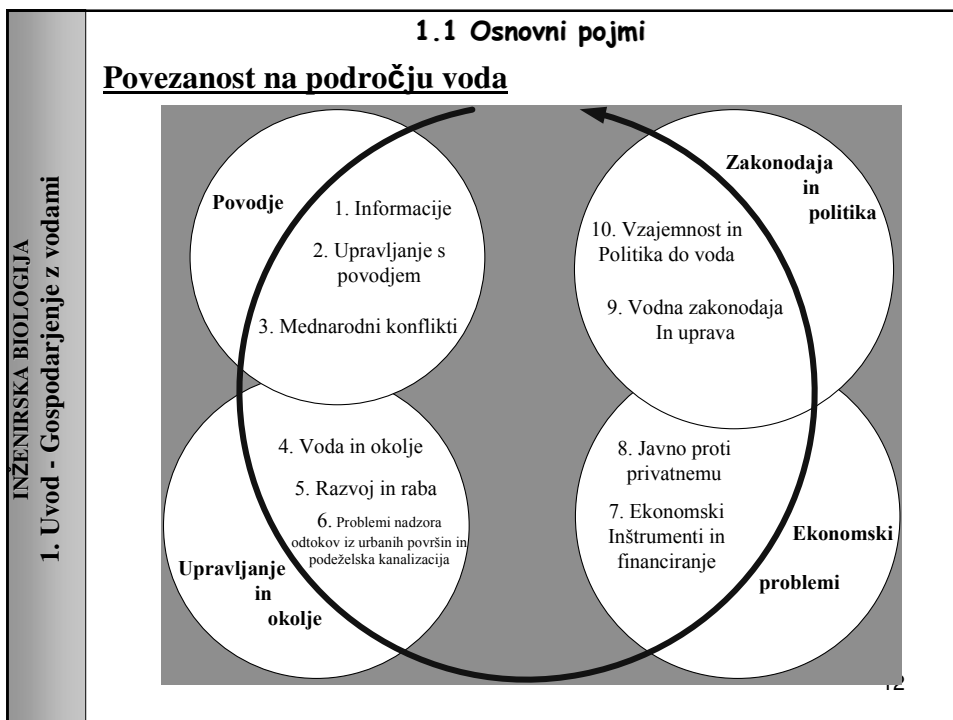 INŽENIRSKA BIOLOGIJA
1. Uvod - Gospodarjenje z vodami
1.1 Osnovni pojmi
Povezanost na področju voda
Povodje
1. Informacije
2. Upravljanje s
povodjem
3. Mednarodni konflikti
4. Voda in okolje
5. Razvoj in raba
6. Problemi nadzora
odtokov iz urbanih površin in
podeželska kanalizacija
Upravljanje
in
okolje
Zakonodaja
in
politika
10. Vzajemnost in
Politika do voda
9. Vodna zakonodaja
In uprava
8. Javno proti
privatnemu
7. Ekonomski
Inštrumenti in
financiranje
Ekonomski
problemi
12